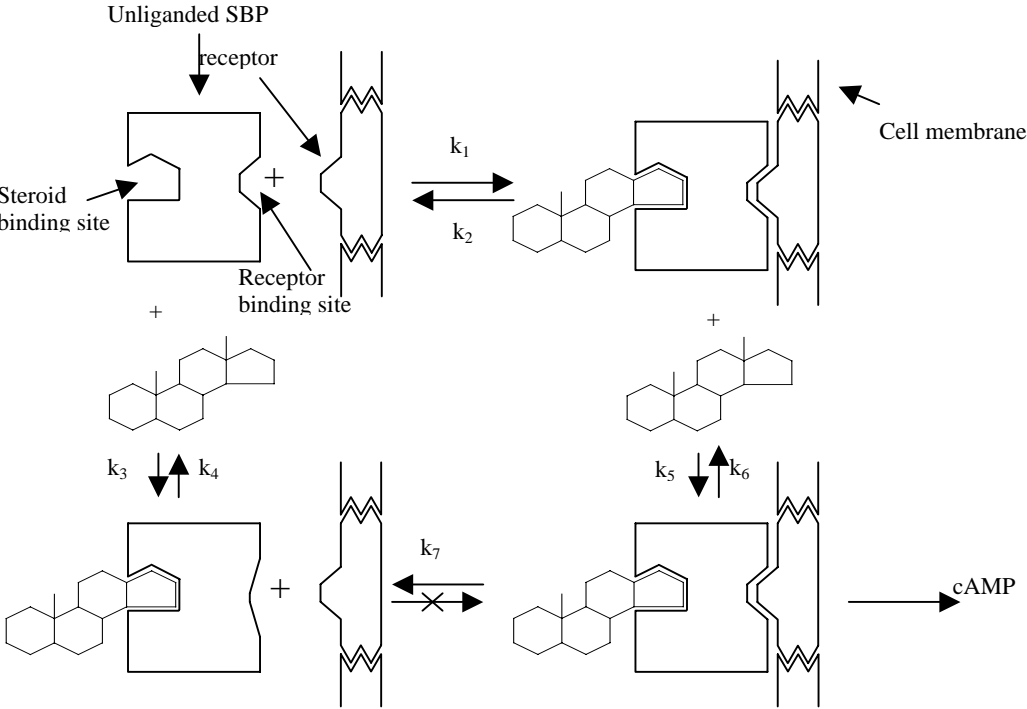 Unliganded SBP
receptor
Cell membrane
k1
+
Steroid
binding site
k2
Receptor
binding site
+
+
k3
k4
k5
k6
k7
+
cAMP